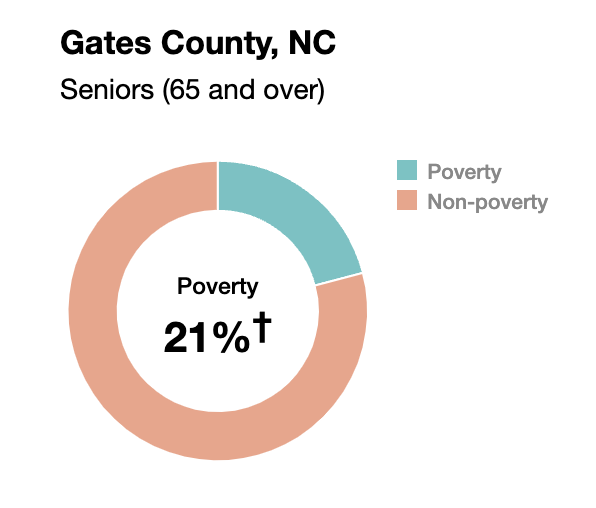 Gates County, NC
Seniors (65 and over)
Poverty
Non-poverty
Poverty
21%†